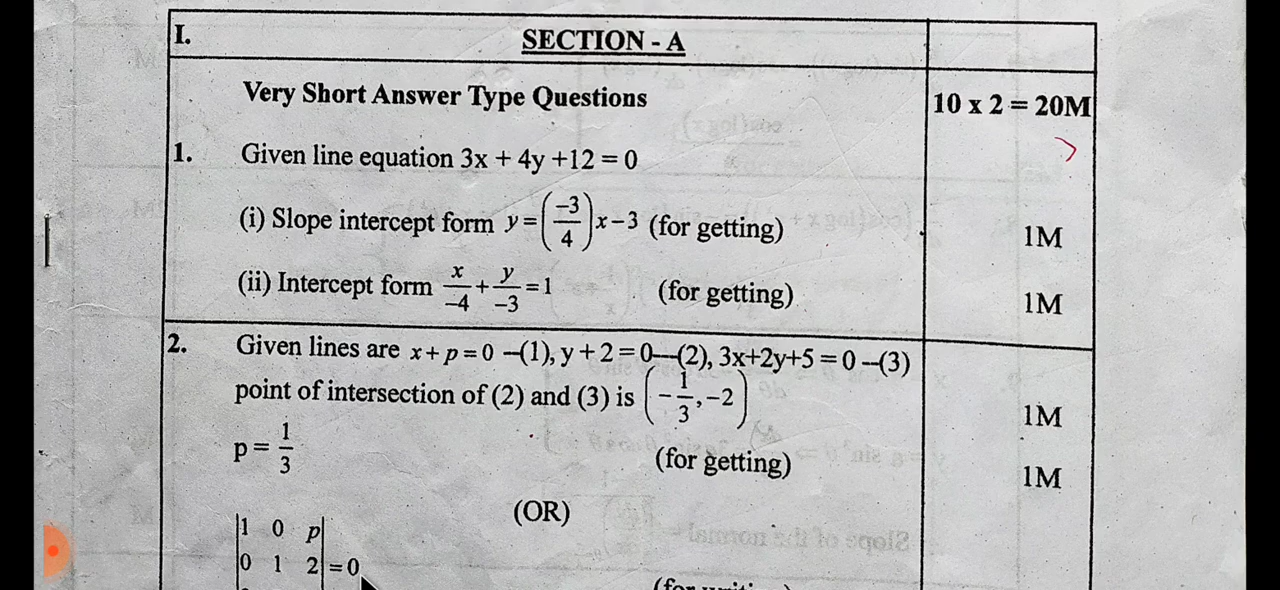 I. SECTION - A
Very Short Answer Type Questions 10 x 2 = 20M
1. Given line equation 3x + 4y +12 = 0
(i) Slope intercept form y=(-3/4)x-3 (for getting) 1M
(ii) Intercept form x/-4 + y/-3 = 1 (for getting) 1M
2. Given lines are x+p=0 –(1), y+2=0–(2), 3x+2y+5=0 –(3)
point of intersection of (2) and (3) is (-1/3, -2) 1M
p = 1/3 (for getting) 1M
(OR)
|1 0 p|
|0 1 2| = 0